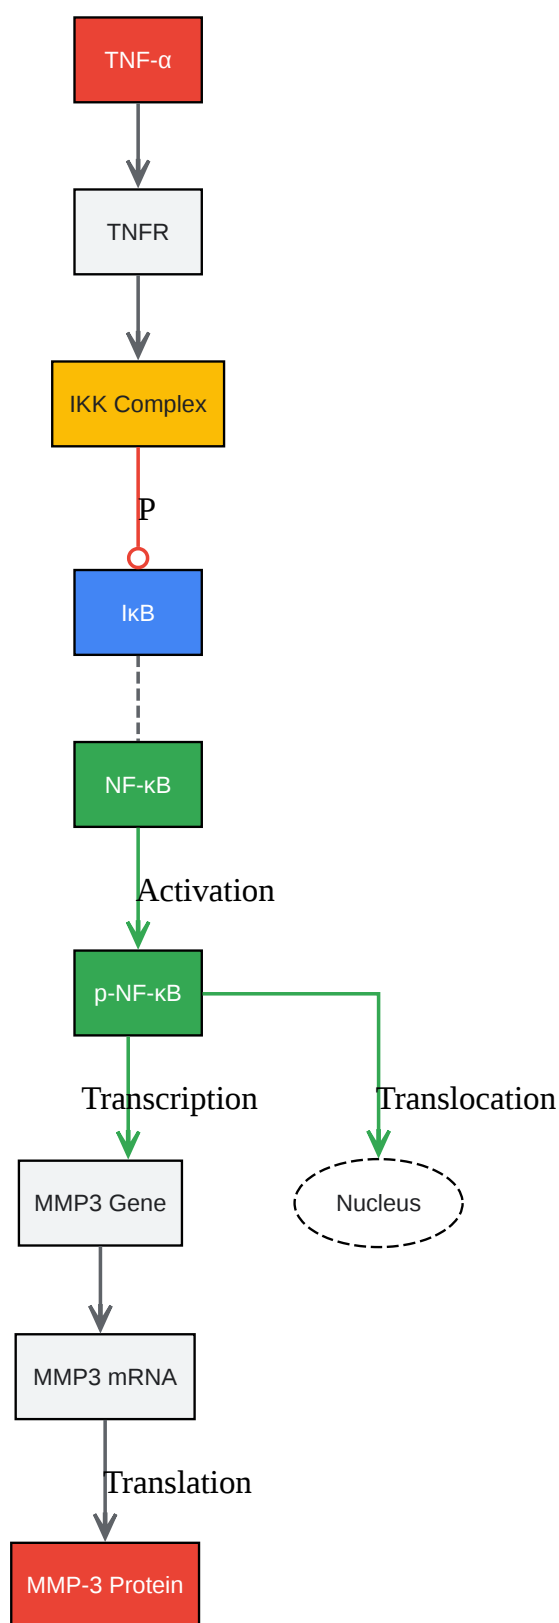 TNF-α
TNFR
IKK Complex
P
IκB
NF-κB
Activation
p-NF-κB
Transcription
Translocation
MMP3 Gene
Nucleus
MMP3 mRNA
Translation
MMP-3 Protein